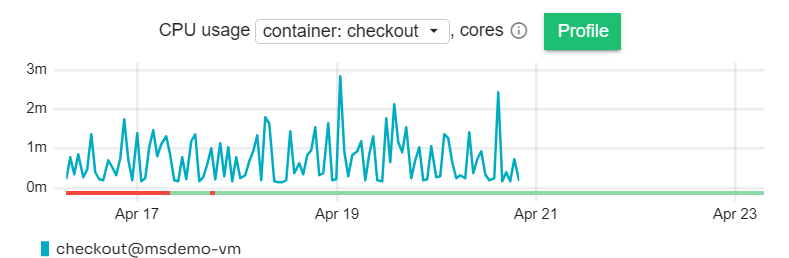 CPU usage container: checkout , cores Profile
3m
2m
1m
0m
Apr 17 Apr 19 Apr 21 Apr 23
checkout@msdemo-vm